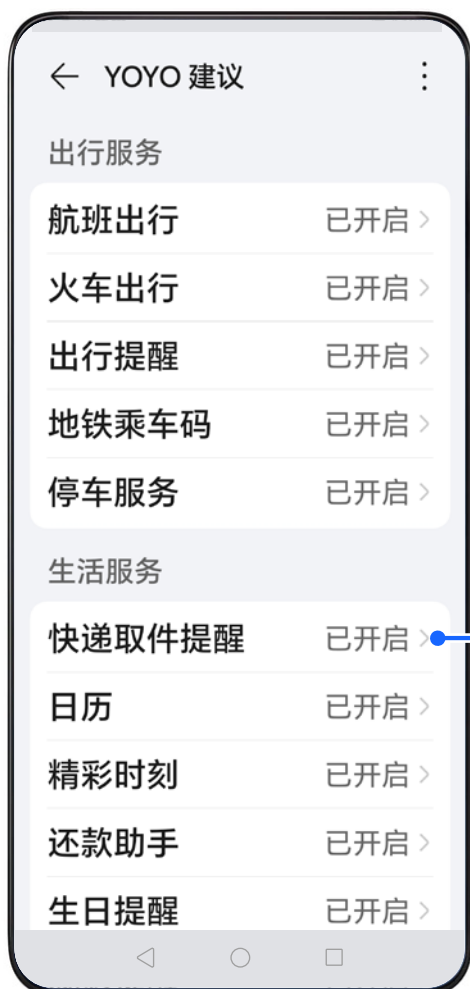 YOYO 建议
出行服务
航班出行 已开启
火车出行 已开启
出行提醒 已开启
地铁乘车码 已开启
停车服务 已开启
生活服务
快递取件提醒 已开启
日历 已开启
精彩时刻 已开启
还款助手 已开启
生日提醒 已开启